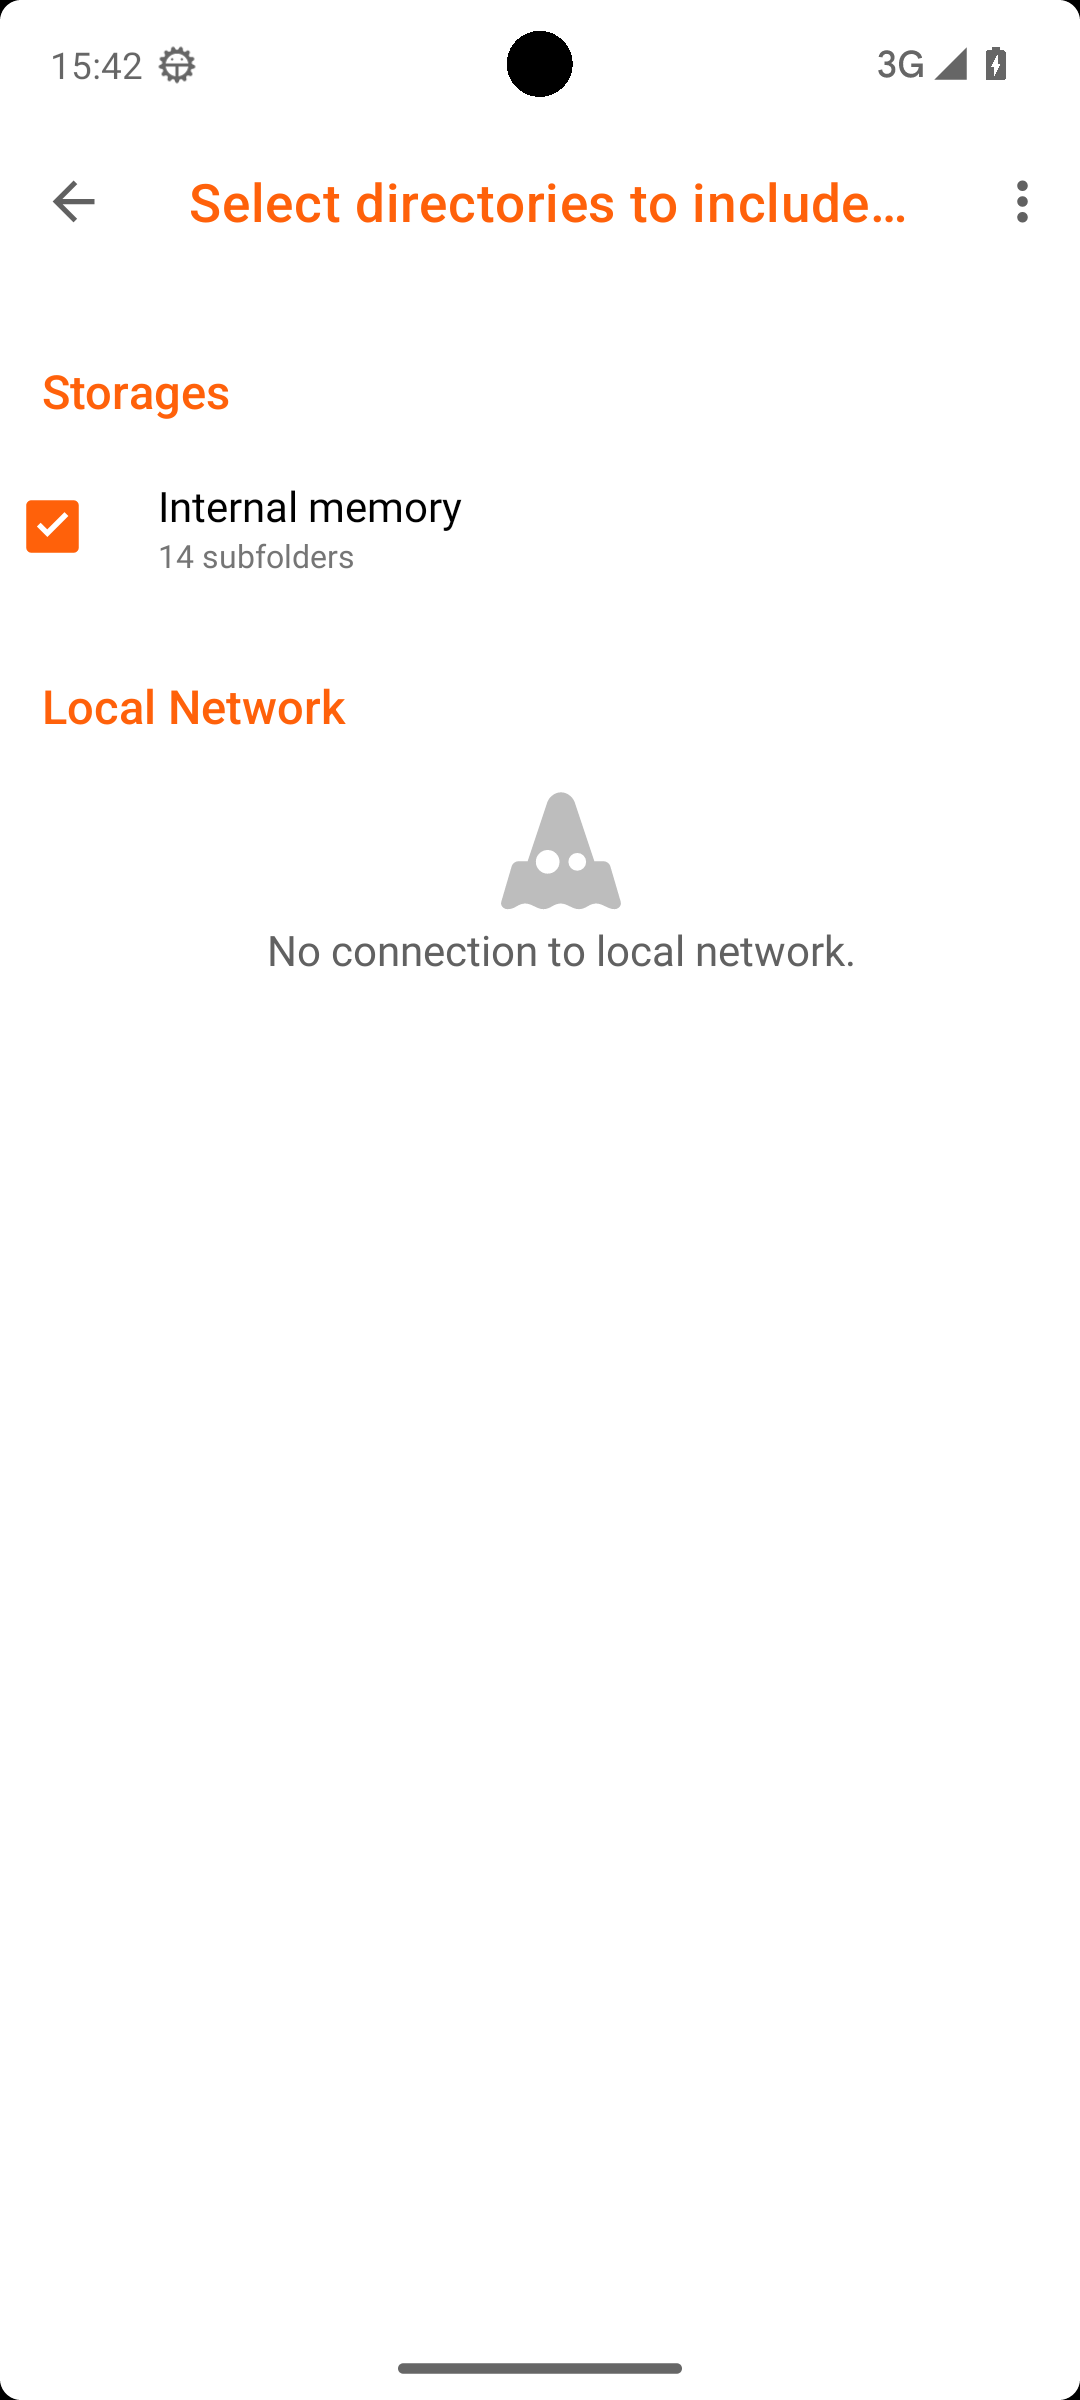 15:42
3G
Select directories to include…
Storages
Internal memory
14 subfolders
Local Network
No connection to local network.